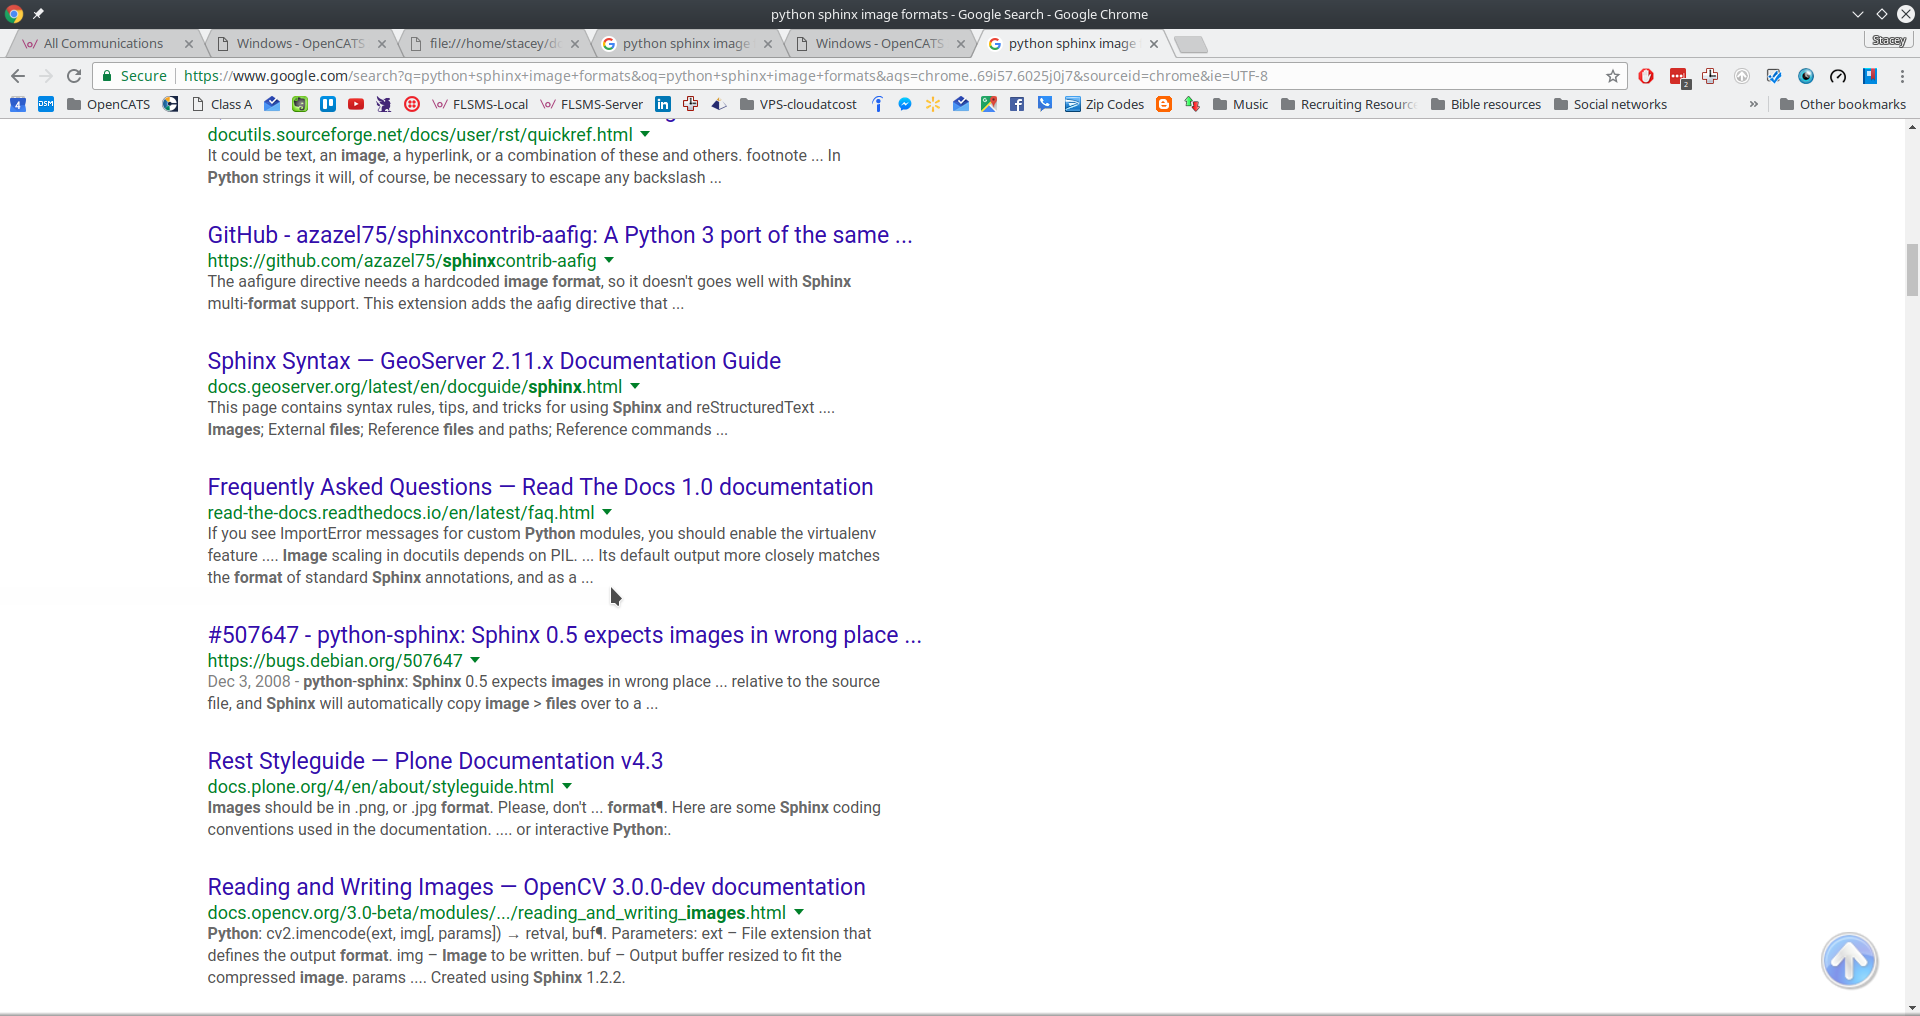 python sphinx image formats - Google Search - Google Chrome
All Communications
Windows - OpenCATS
file:///home/stacey/do
python sphinx image
Windows - OpenCATS
python sphinx image
Stacey
Secure
https://www.google.com/search?q=python+sphinx+image+formats&oq=python+sphinx+image+formats&aqs=chrome..69i57.6025j0j7&sourceid=chrome&ie=UTF-8
2
4
DSM
OpenCATS
Class A
\o/ FLSMS-Local
\o/ FLSMS-Server
VPS-cloudatcost
Zip Codes
Music
Recruiting Resourc
Bible resources
Social networks
»
Other bookmarks
docutils.sourceforge.net/docs/user/rst/quickref.html
It could be text, an image, a hyperlink, or a combination of these and others. footnote ... In
Python strings it will, of course, be necessary to escape any backslash ...
GitHub - azazel75/sphinxcontrib-aafig: A Python 3 port of the same ...
https://github.com/azazel75/sphinxcontrib-aafig
The aafigure directive needs a hardcoded image format, so it doesn't goes well with Sphinx
multi-format support. This extension adds the aafig directive that ...
Sphinx Syntax — GeoServer 2.11.x Documentation Guide
docs.geoserver.org/latest/en/docguide/sphinx.html
This page contains syntax rules, tips, and tricks for using Sphinx and reStructuredText ....
Images; External files; Reference files and paths; Reference commands ...
Frequently Asked Questions — Read The Docs 1.0 documentation
read-the-docs.readthedocs.io/en/latest/faq.html
If you see ImportError messages for custom Python modules, you should enable the virtualenv
feature .... Image scaling in docutils depends on PIL. ... Its default output more closely matches
the format of standard Sphinx annotations, and as a ...
#507647 - python-sphinx: Sphinx 0.5 expects images in wrong place ...
https://bugs.debian.org/507647
Dec 3, 2008 - python-sphinx: Sphinx 0.5 expects images in wrong place ... relative to the source
file, and Sphinx will automatically copy image > files over to a ...
Rest Styleguide — Plone Documentation v4.3
docs.plone.org/4/en/about/styleguide.html
Images should be in .png, or .jpg format. Please, don't ... format¶. Here are some Sphinx coding
conventions used in the documentation. .... or interactive Python:.
Reading and Writing Images — OpenCV 3.0.0-dev documentation
docs.opencv.org/3.0-beta/modules/.../reading_and_writing_images.html
Python: cv2.imencode(ext, img[, params]) → retval, buf¶. Parameters: ext – File extension that
defines the output format. img – Image to be written. buf – Output buffer resized to fit the
compressed image. params .... Created using Sphinx 1.2.2.